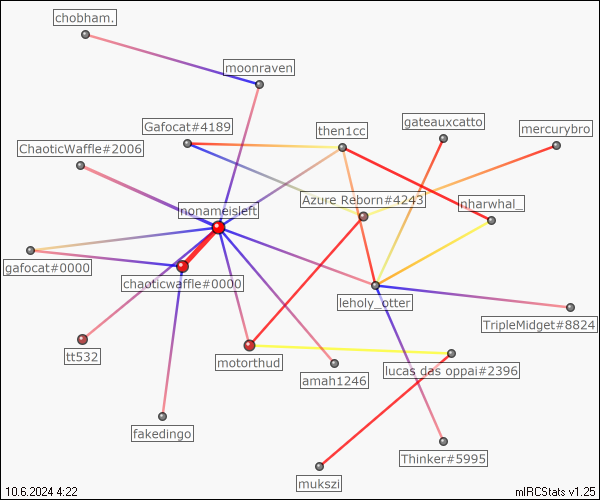 chobham.
moonraven
Gafocat#4189
gateauxcatto
mercurybro
then1cc
ChaoticWaffle#2006
Azure Reborn#4243
nharwhal_
nonameisleft
gafocat#0000
chaoticwaffle#0000
leholy_otter
TripleMidget#8824
tt532
motorthud
amah1246
lucas das oppai#2396
fakedingo
Thinker#5995
mukszi
10.6.2024 4:22
mIRCStats v1.25